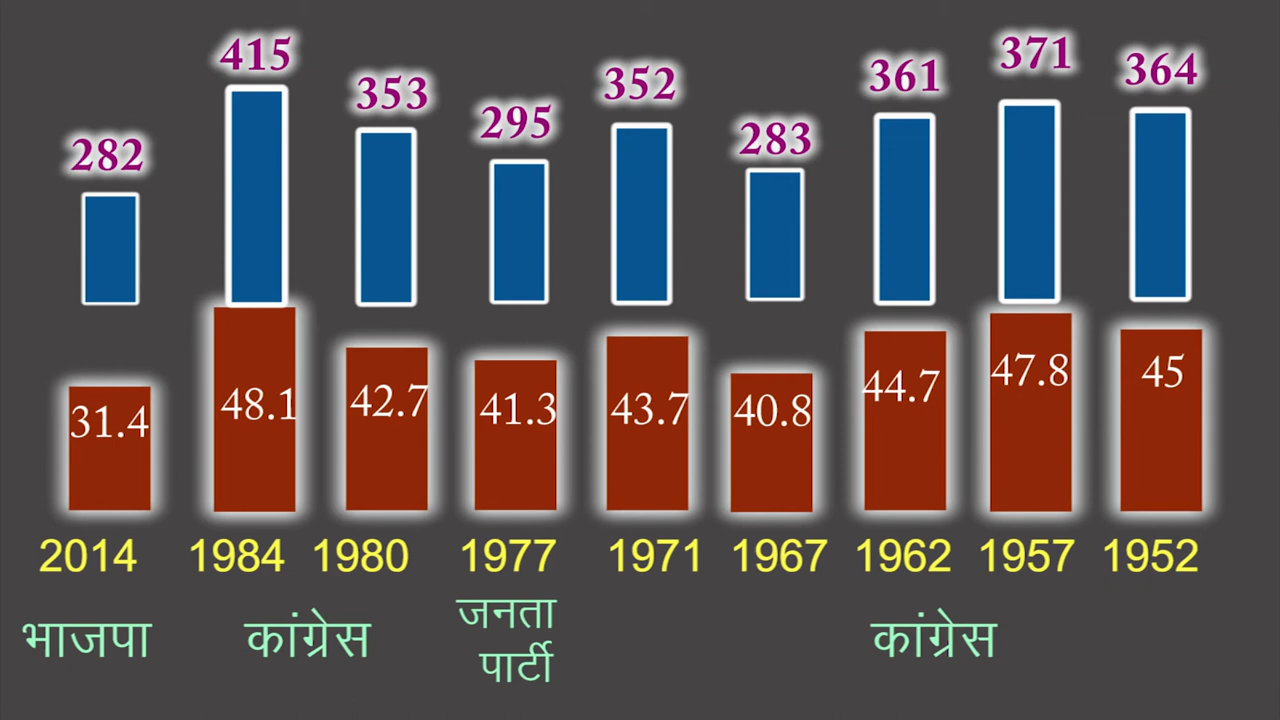 282 415 353 295 352 283 361 371 364
31.4 48.1 42.7 41.3 43.7 40.8 44.7 47.8 45
2014 1984 1980 1977 1971 1967 1962 1957 1952
भाजपा कांग्रेस जनता कांग्रेस
पार्टी